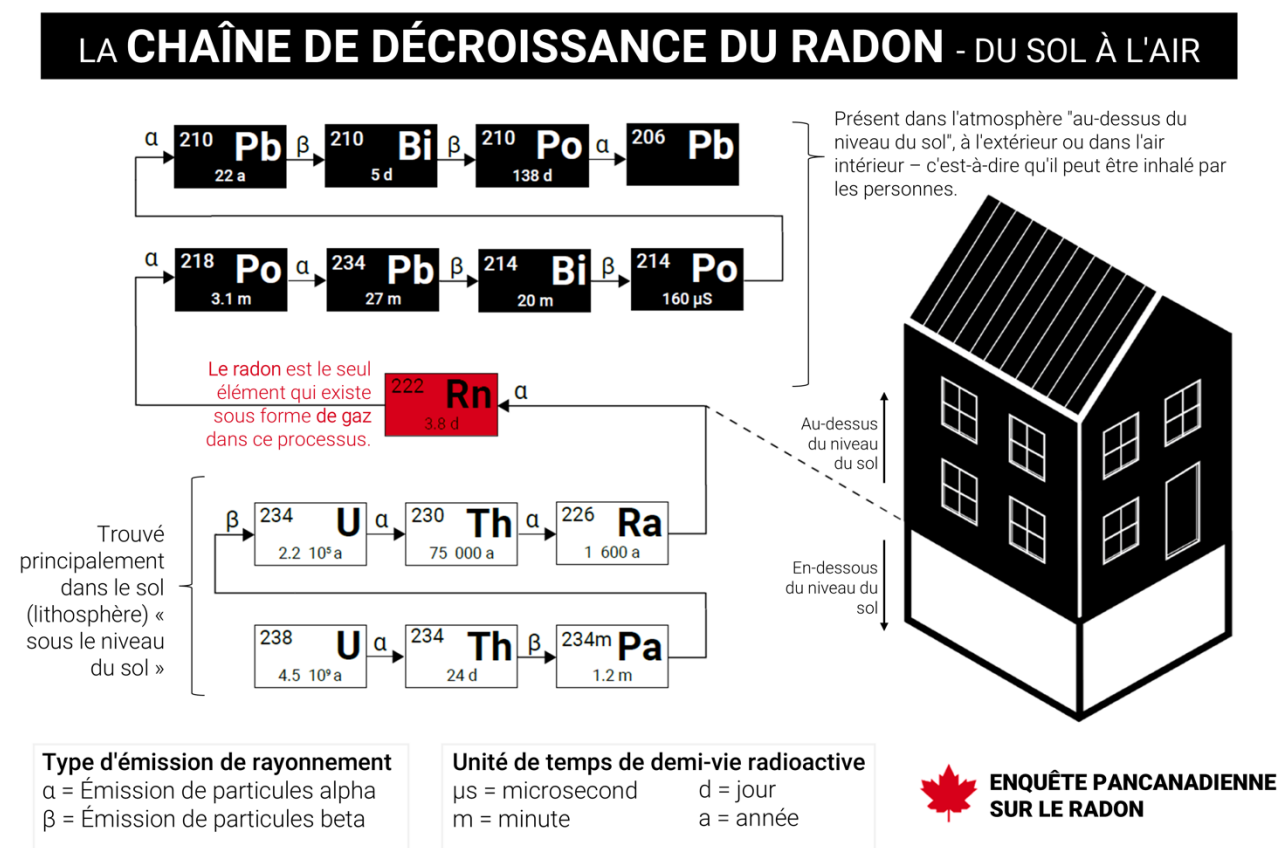 LA CHAÎNE DE DÉCROISSANCE DU RADON - DU SOL À L'AIR
α 210 Pb 22 a β 210 Bi 5 d β 210 Po 138 d α 206 Pb
Présent dans l'atmosphère "au-dessus du
niveau du sol", à l'extérieur ou dans l'air
intérieur – c'est-à-dire qu'il peut être inhalé par
les personnes.
α 218 Po 3.1 m α 234 Pb 27 m β 214 Bi 20 m β 214 Po 160 µS
Le radon est le seul
élément qui existe
sous forme de gaz
dans ce processus.
222 Rn 3.8 d α
Au-dessus
du niveau
du sol
En-dessous
du niveau du
sol
Trouvé
principalement
dans le sol
(lithosphère) «
sous le niveau
du sol »
β 234 U 2.2 10⁵ a α 230 Th 75 000 a α 226 Ra 1 600 a
238 U 4.5 10⁹ a α 234 Th 24 d β 234m Pa 1.2 m
Type d'émission de rayonnement
α = Émission de particules alpha
β = Émission de particules beta
Unité de temps de demi-vie radioactive
µs = microsecond d = jour
m = minute a = année
ENQUÊTE PANCANADIENNE
SUR LE RADON